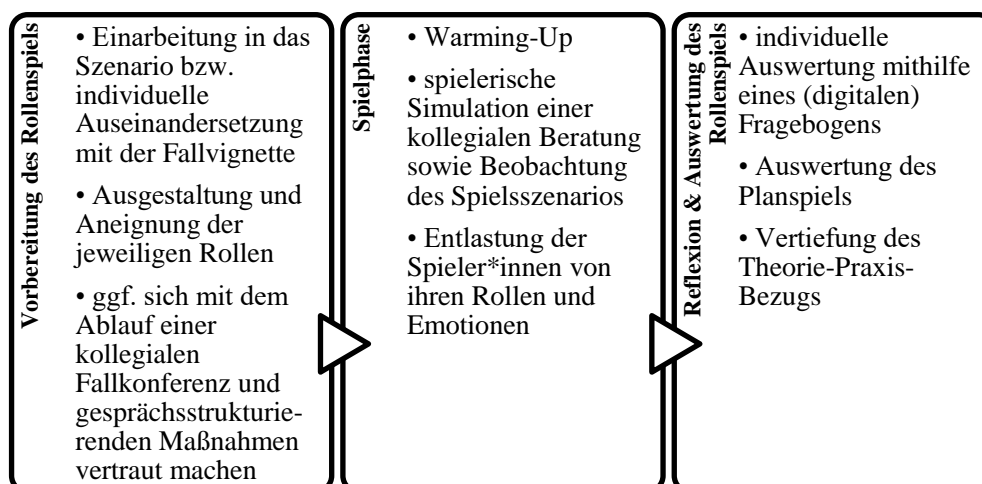 Vorbereitung des Rollenspiels
• Einarbeitung in das
Szenario bzw.
individuelle
Auseinandersetzung
mit der Fallvignette
• Ausgestaltung und
Aneignung der
jeweiligen Rollen
• ggf. sich mit dem
Ablauf einer
kollegialen
Fallkonferenz und
gesprächsstrukturie-
renden Maßnahmen
vertraut machen
Spielphase
• Warming-Up
• spielerische
Simulation einer
kollegialen Beratung
sowie Beobachtung
des Spielsszenarios
• Entlastung der
Spieler*innen von
ihren Rollen und
Emotionen
Reflexion & Auswertung des
Rollenspiels
• individuelle
Auswertung mithilfe
eines (digitalen)
Fragebogens
• Auswertung des
Planspiels
• Vertiefung des
Theorie-Praxis-
Bezugs